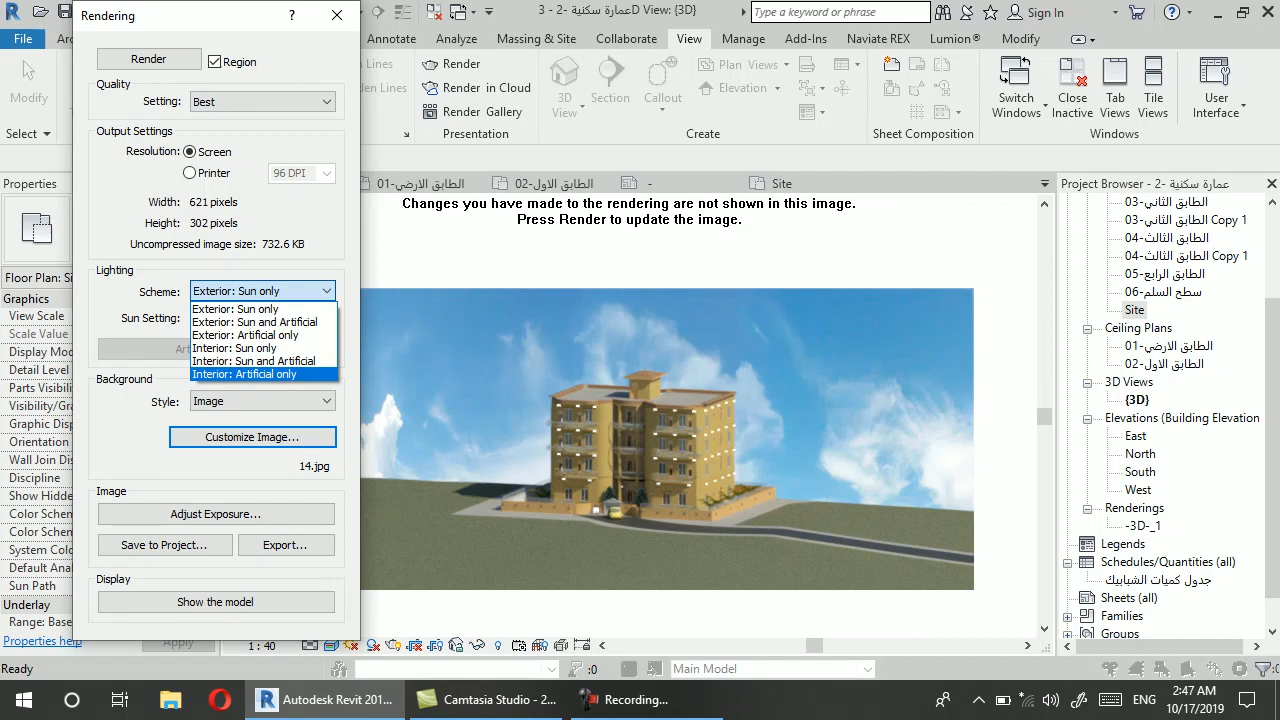 Rendering
عمارة سكنية -2 - 3D View: {3D}
Type a keyword or phrase
Sign In
File
Annotate
Analyze
Massing & Site
Collaborate
View
Manage
Add-Ins
Naviate REX
Lumion®
Modify
Render
Region
Quality
Setting:
Best
Output Settings
Resolution:
Screen
Printer
96 DPI
Width:
621 pixels
Height:
302 pixels
Uncompressed image size:
732.6 KB
Lighting
Scheme:
Exterior: Sun only
Exterior: Sun only
Exterior: Sun and Artificial
Exterior: Artificial only
Interior: Sun only
Interior: Sun and Artificial
Interior: Artificial only
Sun Setting:
Background
Style:
Image
Customize Image...
14.jpg
Image
Adjust Exposure...
Save to Project...
Export...
Display
Show the model
Modify
Select
Render
Render in Cloud
Render Gallery
Presentation
3D
View
Section
Callout
Plan Views
Elevation
Create
Sheet Composition
Switch
Windows
Close
Inactive
Tab
Views
Tile
Views
Windows
User
Interface
01-الطابق الارضي
02-الطابق الاول
-
Site
Changes you have made to the rendering are not shown in this image.
Press Render to update the image.
Properties
Floor Plan: Si
Graphics
View Scale
Scale Value
Display Mod
Detail Level
Parts Visibility
Visibility/Gra
Graphic Disp
Orientation
Wall Join Dis
Discipline
Show Hidde
Color Schem
Color Schem
System Color
Default Anal
Sun Path
Underlay
Range: Base
Properties help
Apply
Project Browser - عمارة سكنية -2
03-الطابق الثاني
03-الطابق الثاني Copy 1
04-الطابق الثالث
04-الطابق الثالث Copy 1
05-الطابق الرابع
06-سطح السلم
Site
Ceiling Plans
01-الطابق الارضي
02-الطابق الاول
3D Views
{3D}
Elevations (Building Elevation
East
North
South
West
Renderings
-3D-_1
Legends
Schedules/Quantities (all)
جدول كميات الشبابيك
Sheets (all)
Families
Groups
1 : 40
Ready
:0
Main Model
:0
Autodesk Revit 201...
Camtasia Studio - 2...
Recording...
ENG
2:47 AM
10/17/2019